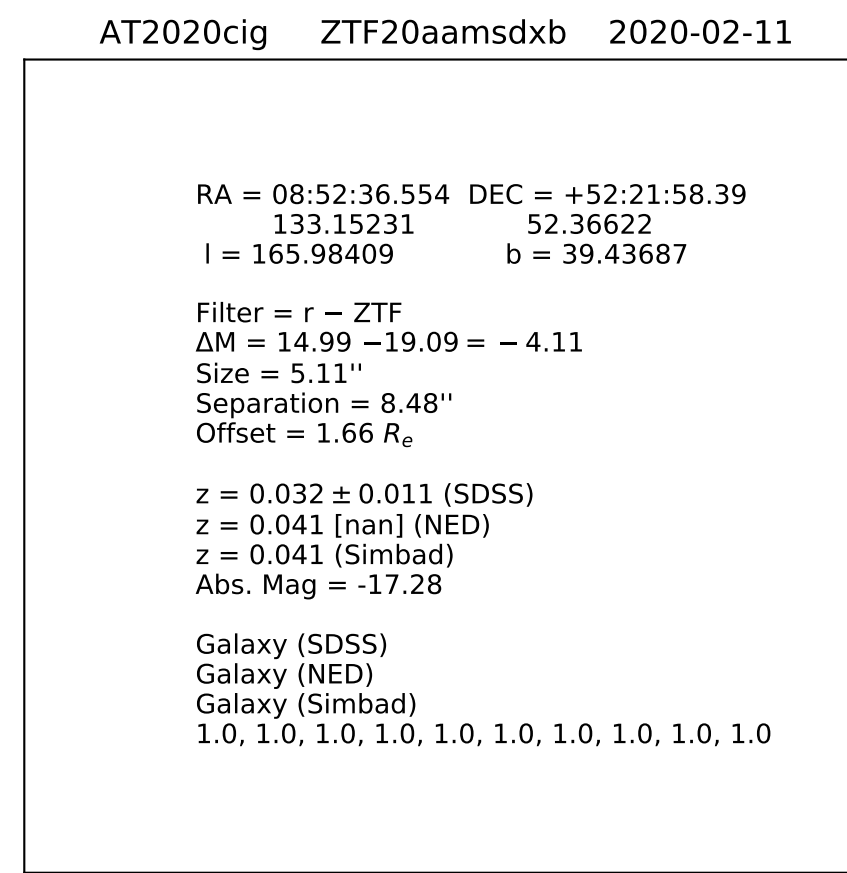 AT2020cig ZTF20aamsdxb 2020-02-11
RA = 08:52:36.554 DEC = +52:21:58.39
133.15231 52.36622
l = 165.98409 b = 39.43687
Filter = r − ZTF
ΔM = 14.99 −19.09 = − 4.11
Size = 5.11''
Separation = 8.48''
Offset = 1.66 Re
z = 0.032 ± 0.011 (SDSS)
z = 0.041 [nan] (NED)
z = 0.041 (Simbad)
Abs. Mag = -17.28
Galaxy (SDSS)
Galaxy (NED)
Galaxy (Simbad)
1.0, 1.0, 1.0, 1.0, 1.0, 1.0, 1.0, 1.0, 1.0, 1.0